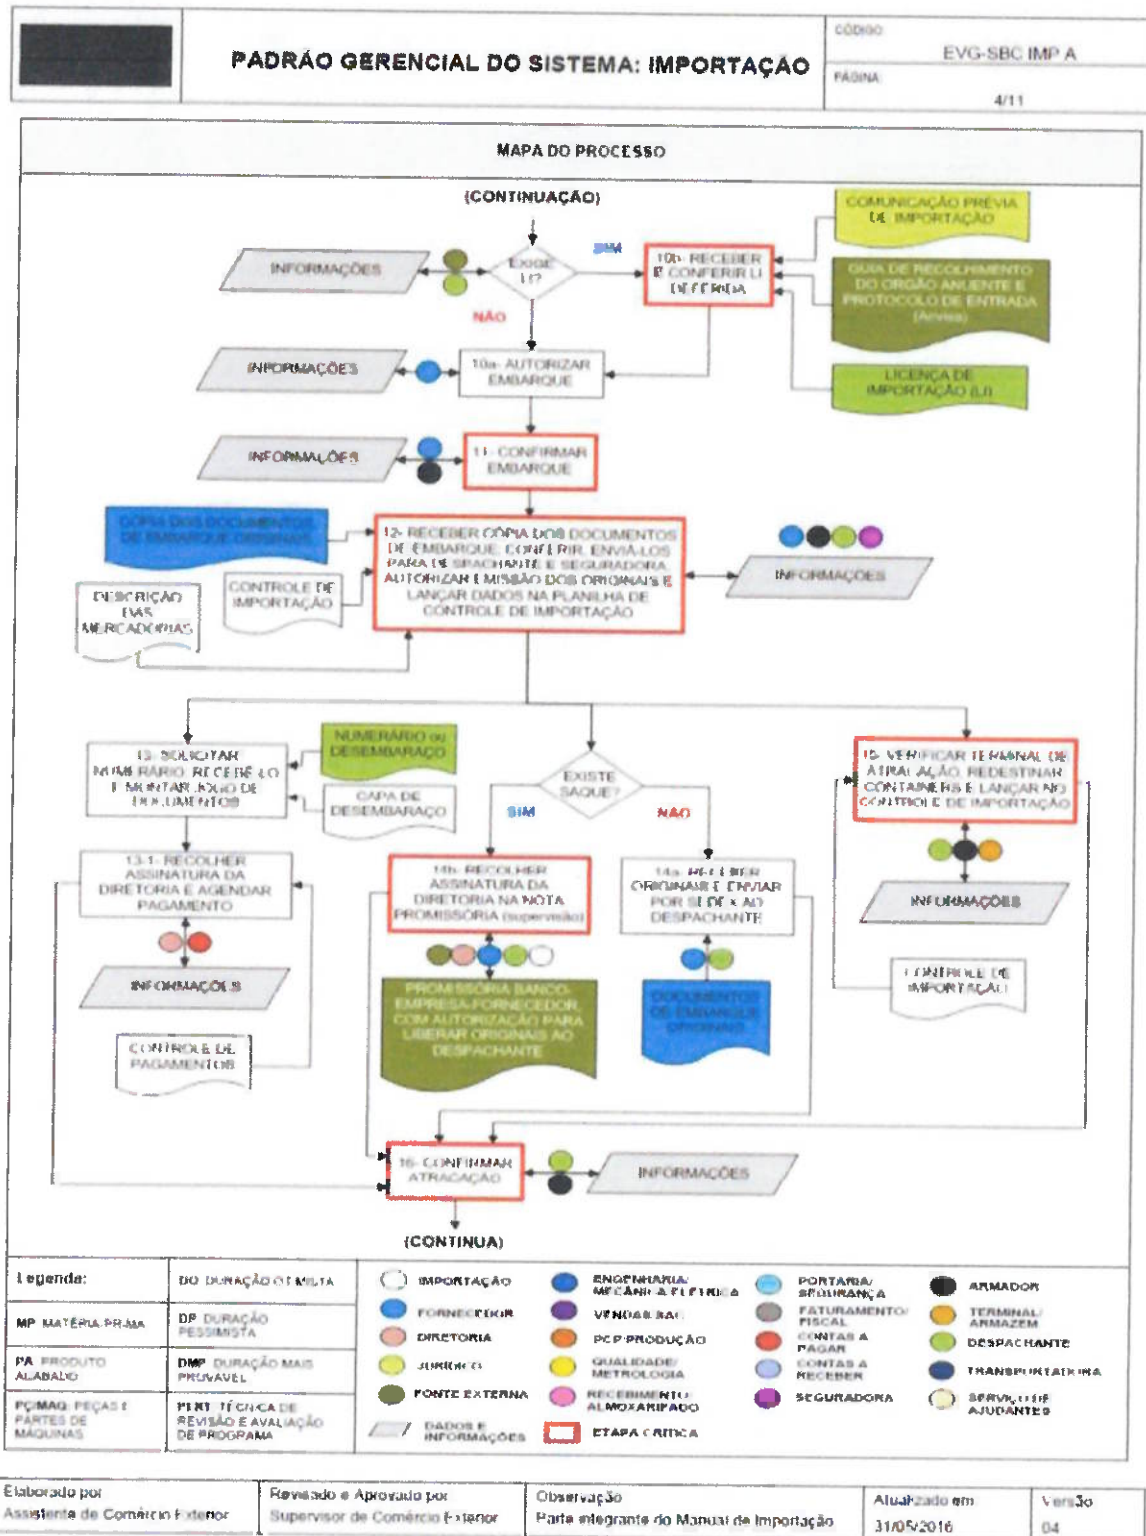 PADRÃO GERENCIAL DO SISTEMA: IMPORTAÇÃO
CÓDIGO:
EVG-SBC IMP A
PÁGINA:
4/11
MAPA DO PROCESSO
(CONTINUAÇÃO)
INFORMAÇÕES
EXIGE
LI?
SIM
NÃO
10b- RECEBER
E CONFERIR LI
DEFERIDA
COMUNICAÇÃO PRÉVIA
DE IMPORTAÇÃO
GUIA DE RECOLHIMENTO
DO ORGÃO ANUENTE E
PROTOCOLO DE ENTRADA
(Anvisa)
LICENÇA DE
IMPORTAÇÃO (LI)
INFORMAÇÕES
10a- AUTORIZAR
EMBARQUE
INFORMAÇÕES
11- CONFIRMAR
EMBARQUE
CÓPIA DOS DOCUMENTOS
DE EMBARQUE ORIGINAIS
CONTROLE DE
IMPORTAÇÃO
DESCRIÇÃO
DAS
MERCADORIAS
12- RECEBER CÓPIA DOS DOCUMENTOS
DE EMBARQUE, CONFERIR, ENVIÁ-LOS
PARA DESPACHANTE E SEGURADORA.
AUTORIZAR EMISSÃO DOS ORIGINAIS E
LANÇAR DADOS NA PLANILHA DE
CONTROLE DE IMPORTAÇÃO
INFORMAÇÕES
13- SOLICITAR
NUMERÁRIO, RECEBÊ-LO
E MONTAR JOGO DE
DOCUMENTOS
NUMERÁRIO ou
DESEMBARAÇO
CAPA DE
DESEMBARAÇO
EXISTE
SAQUE?
SIM
NÃO
15- VERIFICAR TERMINAL DE
ATRACAÇÃO, REDESTINAR
CONTAINERS E LANÇAR NO
CONTROLE DE IMPORTAÇÃO
13.1- RECOLHER
ASSINATURA DA
DIRETORIA E AGENDAR
PAGAMENTO
14b- RECOLHER
ASSINATURA DA
DIRETORIA NA NOTA
PROMISSÓRIA (supervisão)
14a- RECEBER
ORIGINAIS E ENVIAR
POR SEDEX AO
DESPACHANTE
INFORMAÇÕES
INFORMAÇÕES
PROMISSÓRIA BANCO-
EMPRESA-FORNECEDOR,
COM AUTORIZAÇÃO PARA
LIBERAR ORIGINAIS AO
DESPACHANTE
DOCUMENTOS
DE EMBARQUE
ORIGINAIS
CONTROLE DE
IMPORTAÇÃO
CONTROLE DE
PAGAMENTOS
16- CONFIRMAR
ATRACAÇÃO
INFORMAÇÕES
(CONTINUA)
Legenda:
DO: DURAÇÃO OTIMISTA
MP: MATÉRIA-PRIMA
DP: DURAÇÃO
PESSIMISTA
PA: PRODUTO
ACABADO
DMP: DURAÇÃO MAIS
PROVÁVEL
PÇ/MAQ: PEÇAS E
PARTES DE
MÁQUINAS
PERT: TÉCNICA DE
REVISÃO E AVALIAÇÃO
DE PROGRAMA
IMPORTAÇÃO
FORNECEDOR
DIRETORIA
JURÍDICO
FONTE EXTERNA
DADOS E
INFORMAÇÕES
ENGENHARIA/
MECÂNICA-ELÉTRICA
VENDAS/SAC
PCP/PRODUÇÃO
QUALIDADE/
METROLOGIA
RECEBIMENTO/
ALMOXARIFADO
ETAPA CRÍTICA
PORTARIA/
SEGURANÇA
FATURAMENTO/
FISCAL
CONTAS A
PAGAR
CONTAS A
RECEBER
SEGURADORA
ARMADOR
TERMINAL/
ARMAZEM
DESPACHANTE
TRANSPORTADORA
SERVIÇO DE
AJUDANTES
Elaborado por
Assistente de Comércio Exterior
Revisado e Aprovado por
Supervisor de Comércio Exterior
Observação
Parte integrante do Manual de Importação
Atualizado em
31/05/2016
Versão
04